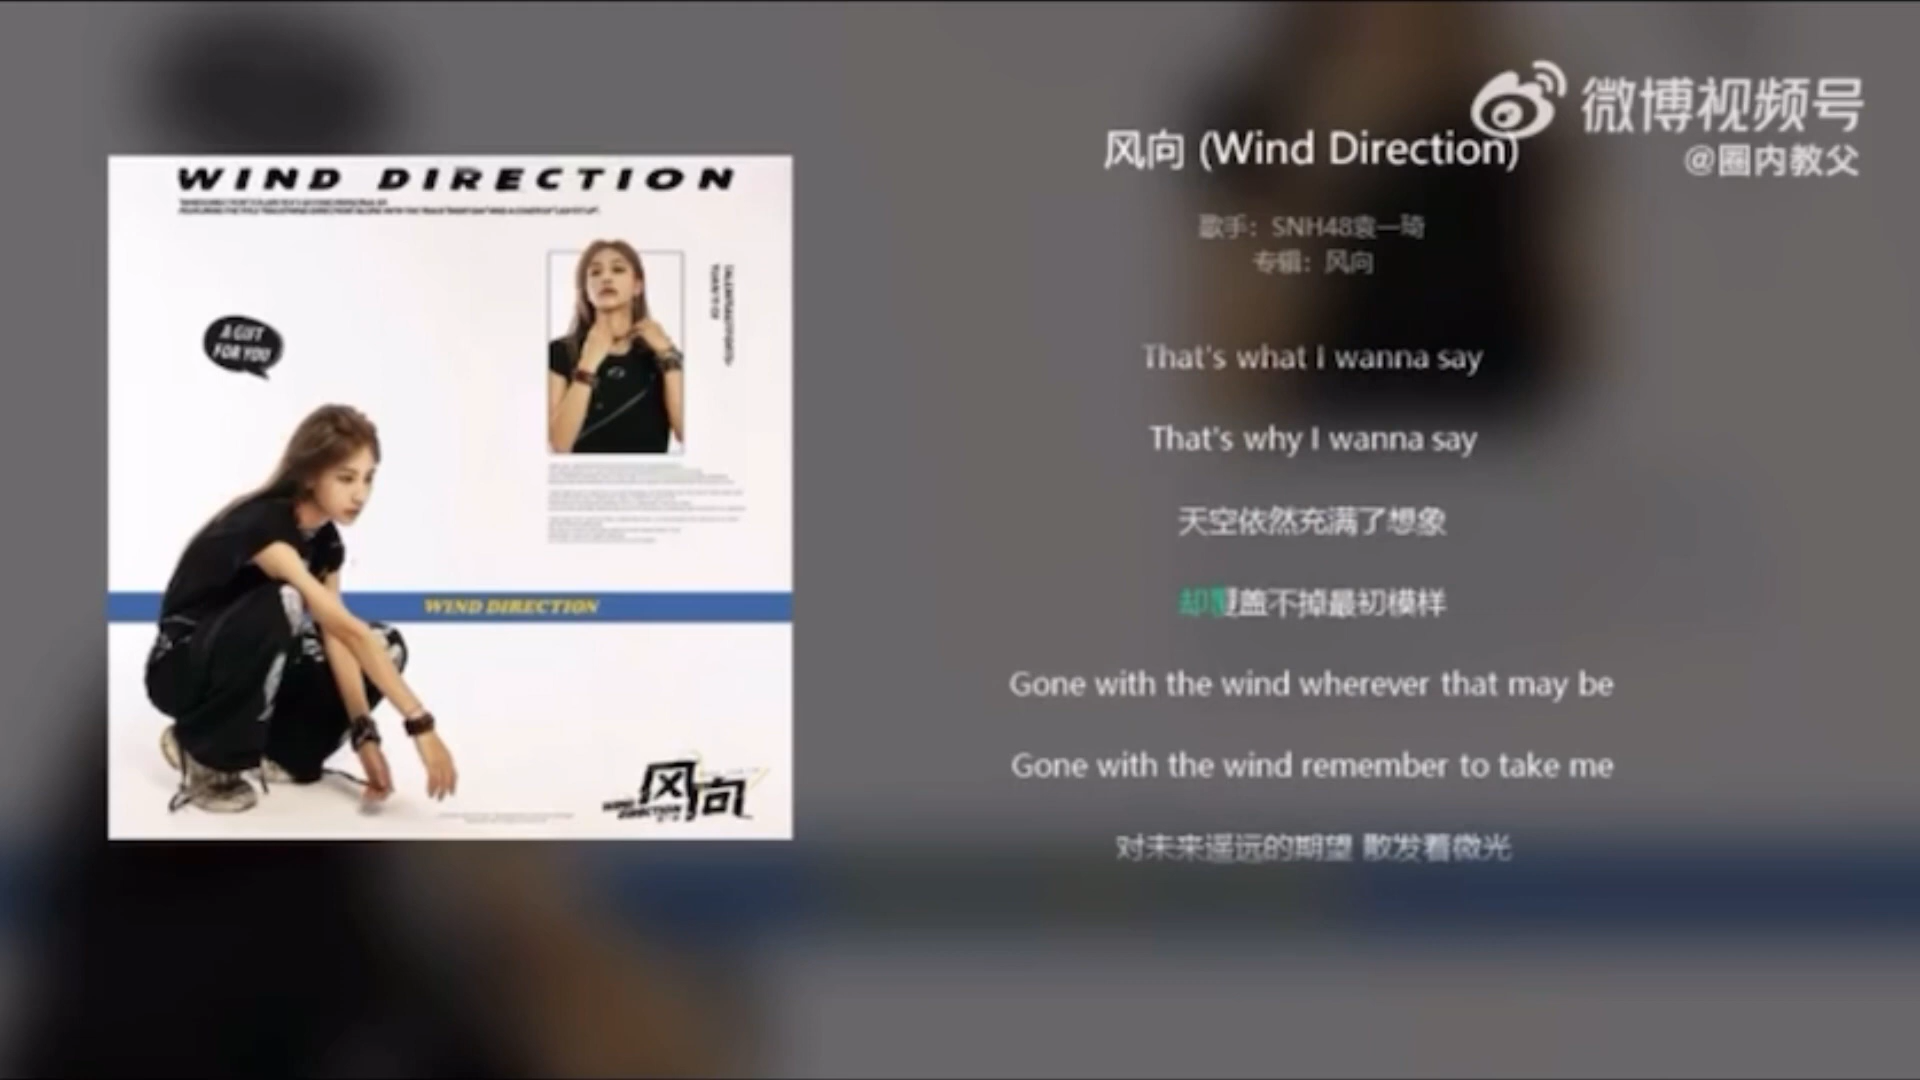 WIND DIRECTION
A GIFT
FOR YOU
WIND DIRECTION
风向
WIND
DIRECTION
微博视频号
@圈内教父
风向 (Wind Direction)
歌手：SNH48袁一琦
专辑：风向
That's what I wanna say
That's why I wanna say
天空依然充满了想象
却覆盖不掉最初模样
Gone with the wind wherever that may be
Gone with the wind remember to take me
对未来遥远的期望 散发着微光